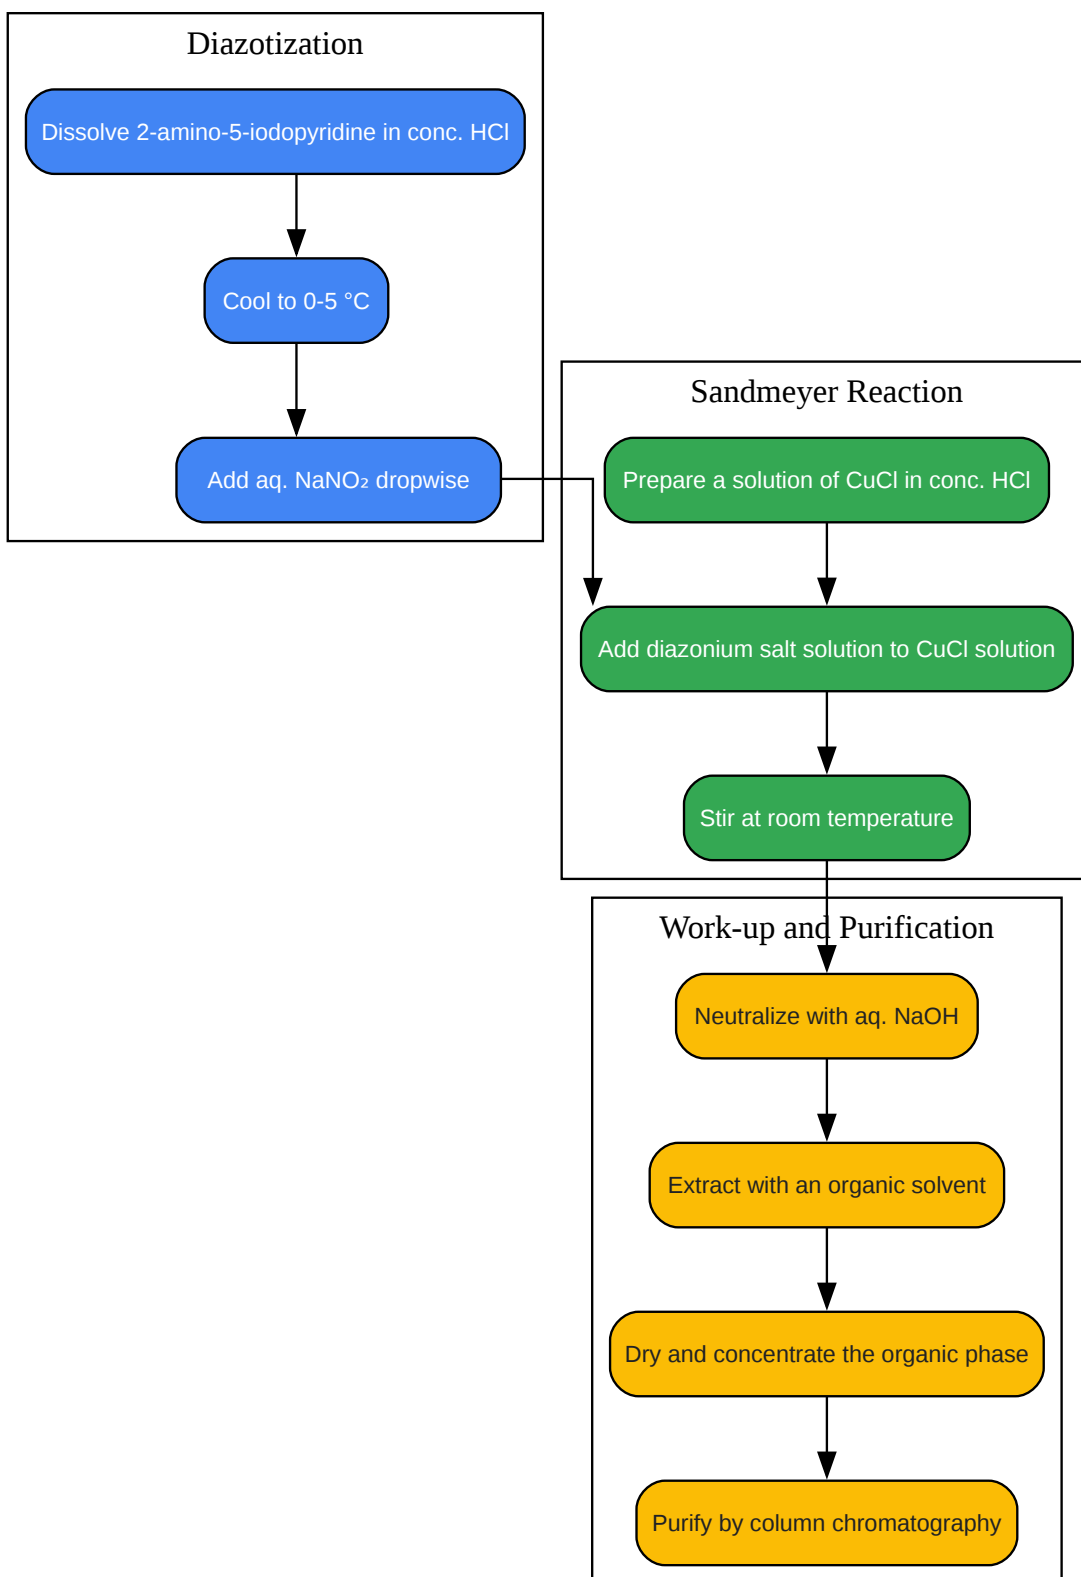 Diazotization
Dissolve 2-amino-5-iodopyridine in conc. HCl
Cool to 0-5 °C
Add aq. NaNO₂ dropwise
Sandmeyer Reaction
Prepare a solution of CuCl in conc. HCl
Add diazonium salt solution to CuCl solution
Stir at room temperature
Work-up and Purification
Neutralize with aq. NaOH
Extract with an organic solvent
Dry and concentrate the organic phase
Purify by column chromatography